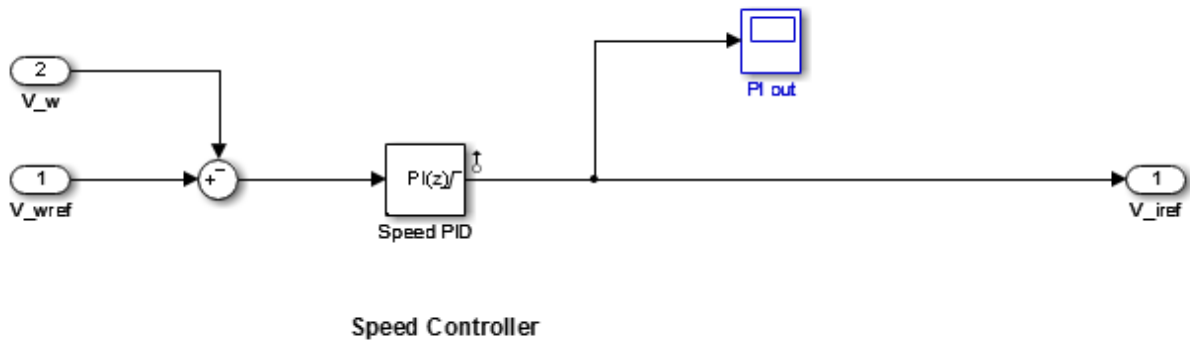 2
V_w
PI out
1
V_wref
+
−
PI(z)
Speed PID
1
V_iref
Speed Controller